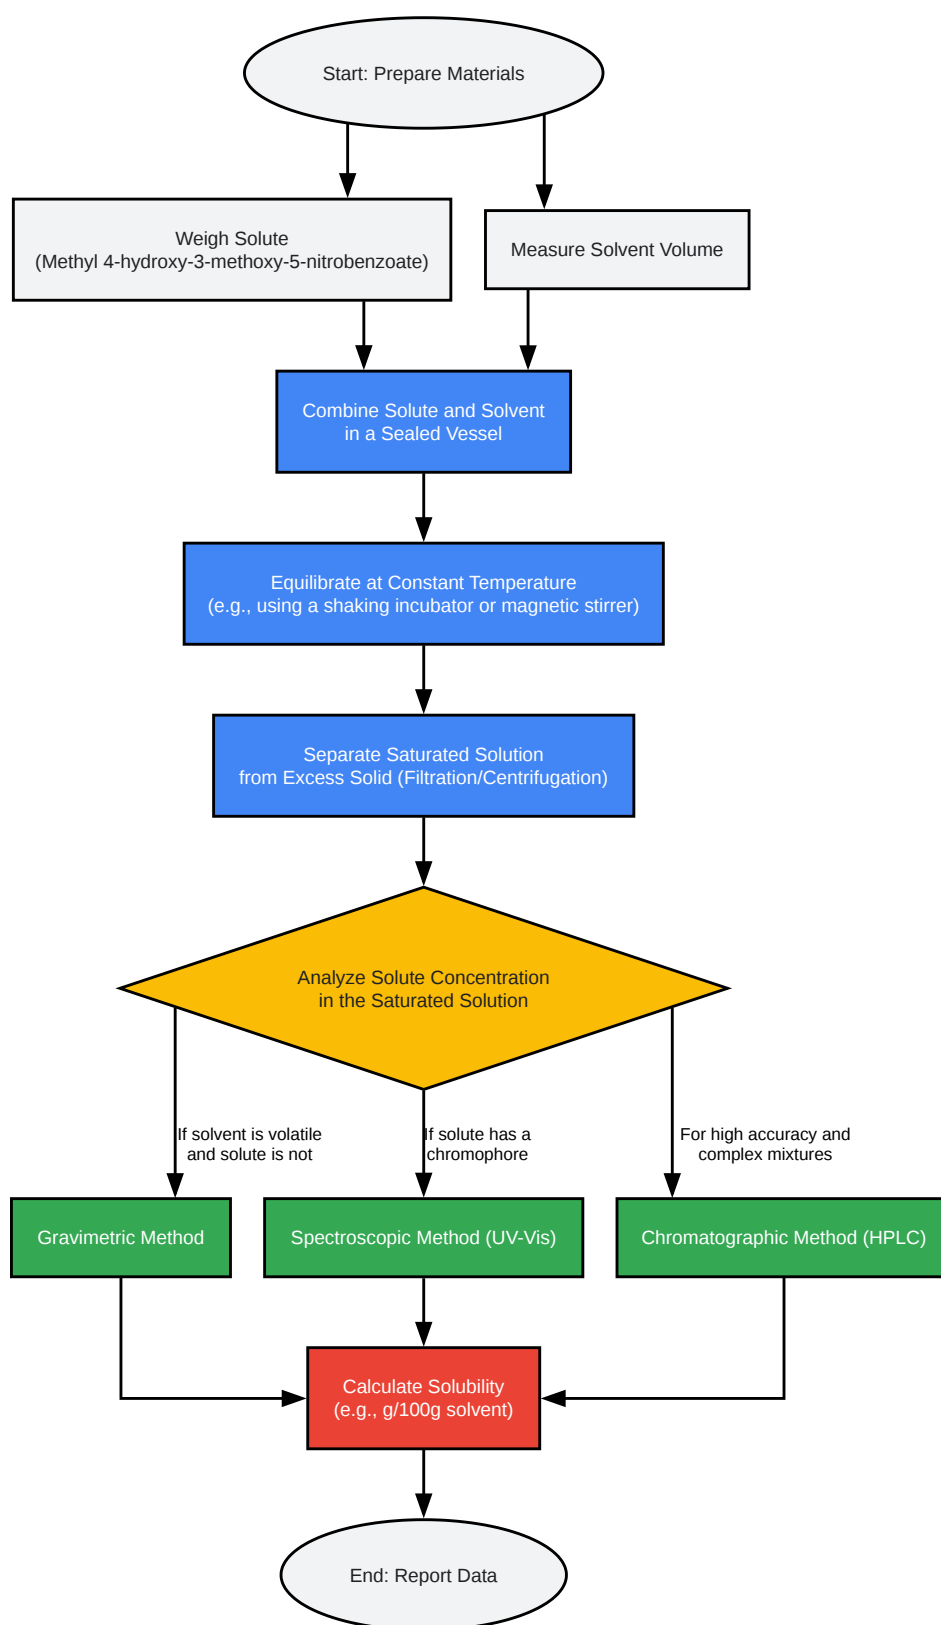 Start: Prepare Materials
Weigh Solute
(Methyl 4-hydroxy-3-methoxy-5-nitrobenzoate)
Measure Solvent Volume
Combine Solute and Solvent
in a Sealed Vessel
Equilibrate at Constant Temperature
(e.g., using a shaking incubator or magnetic stirrer)
Separate Saturated Solution
from Excess Solid (Filtration/Centrifugation)
Analyze Solute Concentration
in the Saturated Solution
If solvent is volatile
and solute is not
If solute has a
chromophore
For high accuracy and
complex mixtures
Gravimetric Method
Spectroscopic Method (UV-Vis)
Chromatographic Method (HPLC)
Calculate Solubility
(e.g., g/100g solvent)
End: Report Data